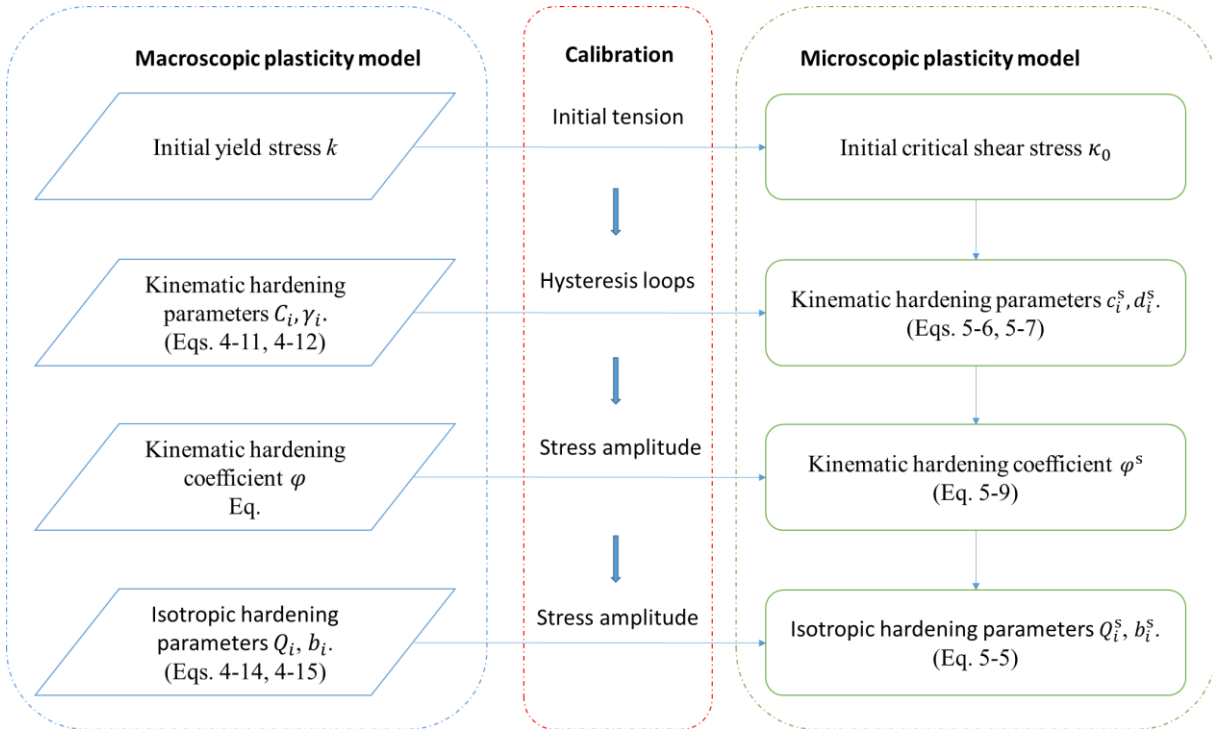 Macroscopic plasticity model
Calibration
Microscopic plasticity model
Initial yield stress k
Initial tension
Initial critical shear stress κ₀
Kinematic hardening
parameters Cᵢ, γᵢ.
(Eqs. 4-11, 4-12)
Hysteresis loops
Kinematic hardening parameters cᵢˢ, dᵢˢ.
(Eqs. 5-6, 5-7)
Kinematic hardening
coefficient φ
Eq.
Stress amplitude
Kinematic hardening coefficient φˢ
(Eq. 5-9)
Isotropic hardening
parameters Qᵢ, bᵢ.
(Eqs. 4-14, 4-15)
Stress amplitude
Isotropic hardening parameters Qᵢˢ, bᵢˢ.
(Eq. 5-5)